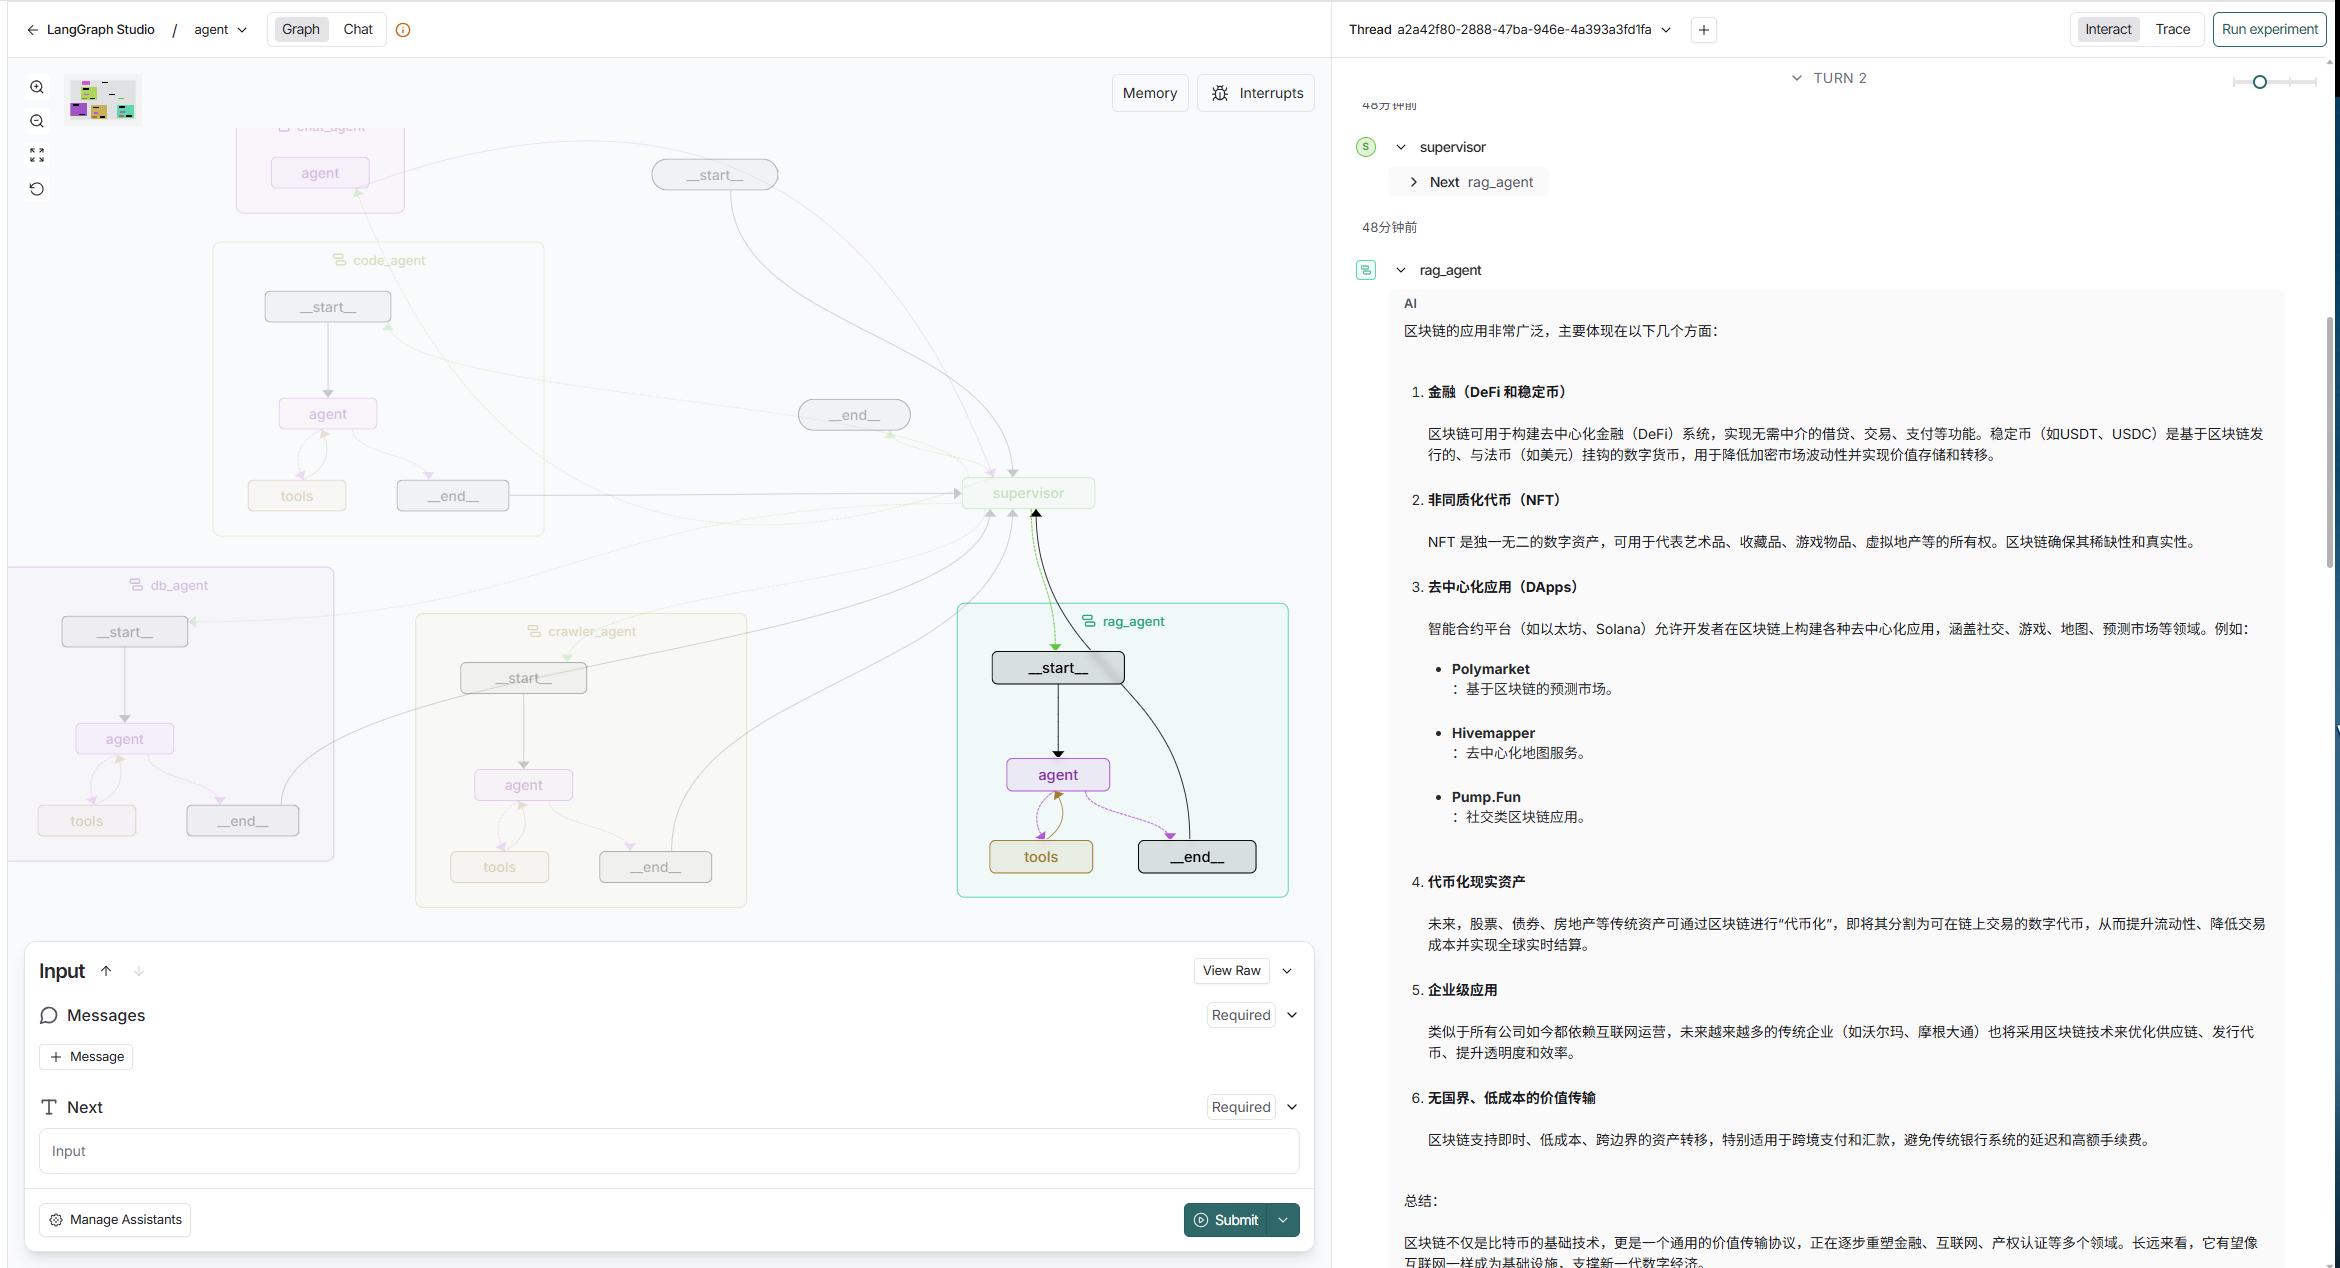 LangGraph Studio / agent
Graph Chat
Memory
Interrupts
chat_agent
agent
__start__
code_agent
__start__
agent
tools
__end__
__end__
supervisor
db_agent
__start__
agent
tools
__end__
crawler_agent
__start__
agent
tools
__end__
rag_agent
__start__
agent
tools
__end__
Input
View Raw
Messages
Required
+ Message
Next
Required
Input
Manage Assistants
Submit
Thread a2a42f80-2888-47ba-946e-4a393a3fd1fa
Interact Trace
Run experiment
TURN 2
48分钟前
S supervisor
Next rag_agent
48分钟前
rag_agent
AI
区块链的应用非常广泛，主要体现在以下几个方面：
1. 金融（DeFi 和稳定币）
区块链可用于构建去中心化金融（DeFi）系统，实现无需中介的借贷、交易、支付等功能。稳定币（如USDT、USDC）是基于区块链发
行的、与法币（如美元）挂钩的数字货币，用于降低加密市场波动性并实现价值存储和转移。
2. 非同质化代币（NFT）
NFT 是独一无二的数字资产，可用于代表艺术品、收藏品、游戏物品、虚拟地产等的所有权。区块链确保其稀缺性和真实性。
3. 去中心化应用（DApps）
智能合约平台（如以太坊、Solana）允许开发者在区块链上构建各种去中心化应用，涵盖社交、游戏、地图、预测市场等领域。例如：
• Polymarket
：基于区块链的预测市场。
• Hivemapper
：去中心化地图服务。
• Pump.Fun
：社交类区块链应用。
4. 代币化现实资产
未来，股票、债券、房地产等传统资产可通过区块链进行“代币化”，即将其分割为可在链上交易的数字代币，从而提升流动性、降低交易
成本并实现全球实时结算。
5. 企业级应用
类似于所有公司如今都依赖互联网运营，未来越来越多的传统企业（如沃尔玛、摩根大通）也将采用区块链技术来优化供应链、发行代
币、提升透明度和效率。
6. 无国界、低成本的价值传输
区块链支持即时、低成本、跨边界的资产转移，特别适用于跨境支付和汇款，避免传统银行系统的延迟和高额手续费。
总结：
区块链不仅是比特币的基础技术，更是一个通用的价值传输协议，正在逐步重塑金融、互联网、产权认证等多个领域。长远来看，它有望像
互联网一样成为基础设施，支撑新一代数字经济。